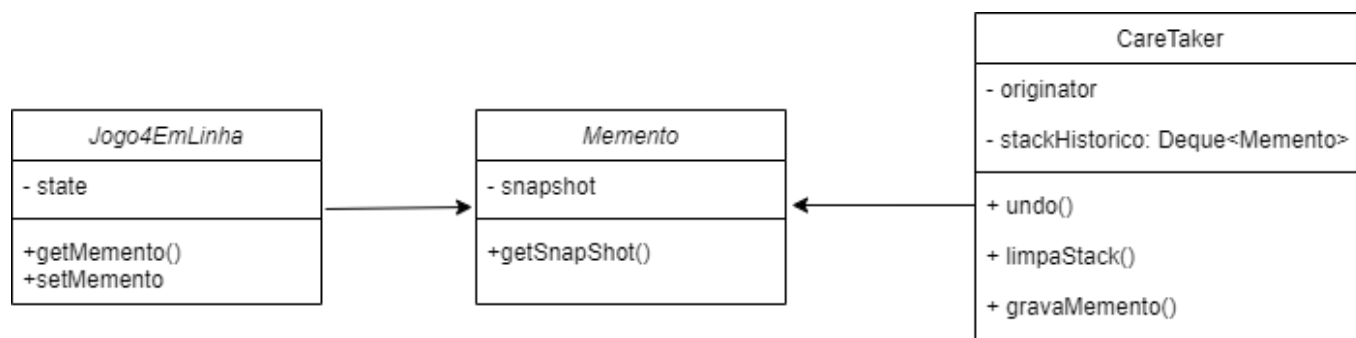 Jogo4EmLinha
- state
+getMemento()
+setMemento
Memento
- snapshot
+getSnapShot()
CareTaker
- originator
- stackHistorico: Deque<Memento>
+ undo()
+ limpaStack()
+ gravaMemento()